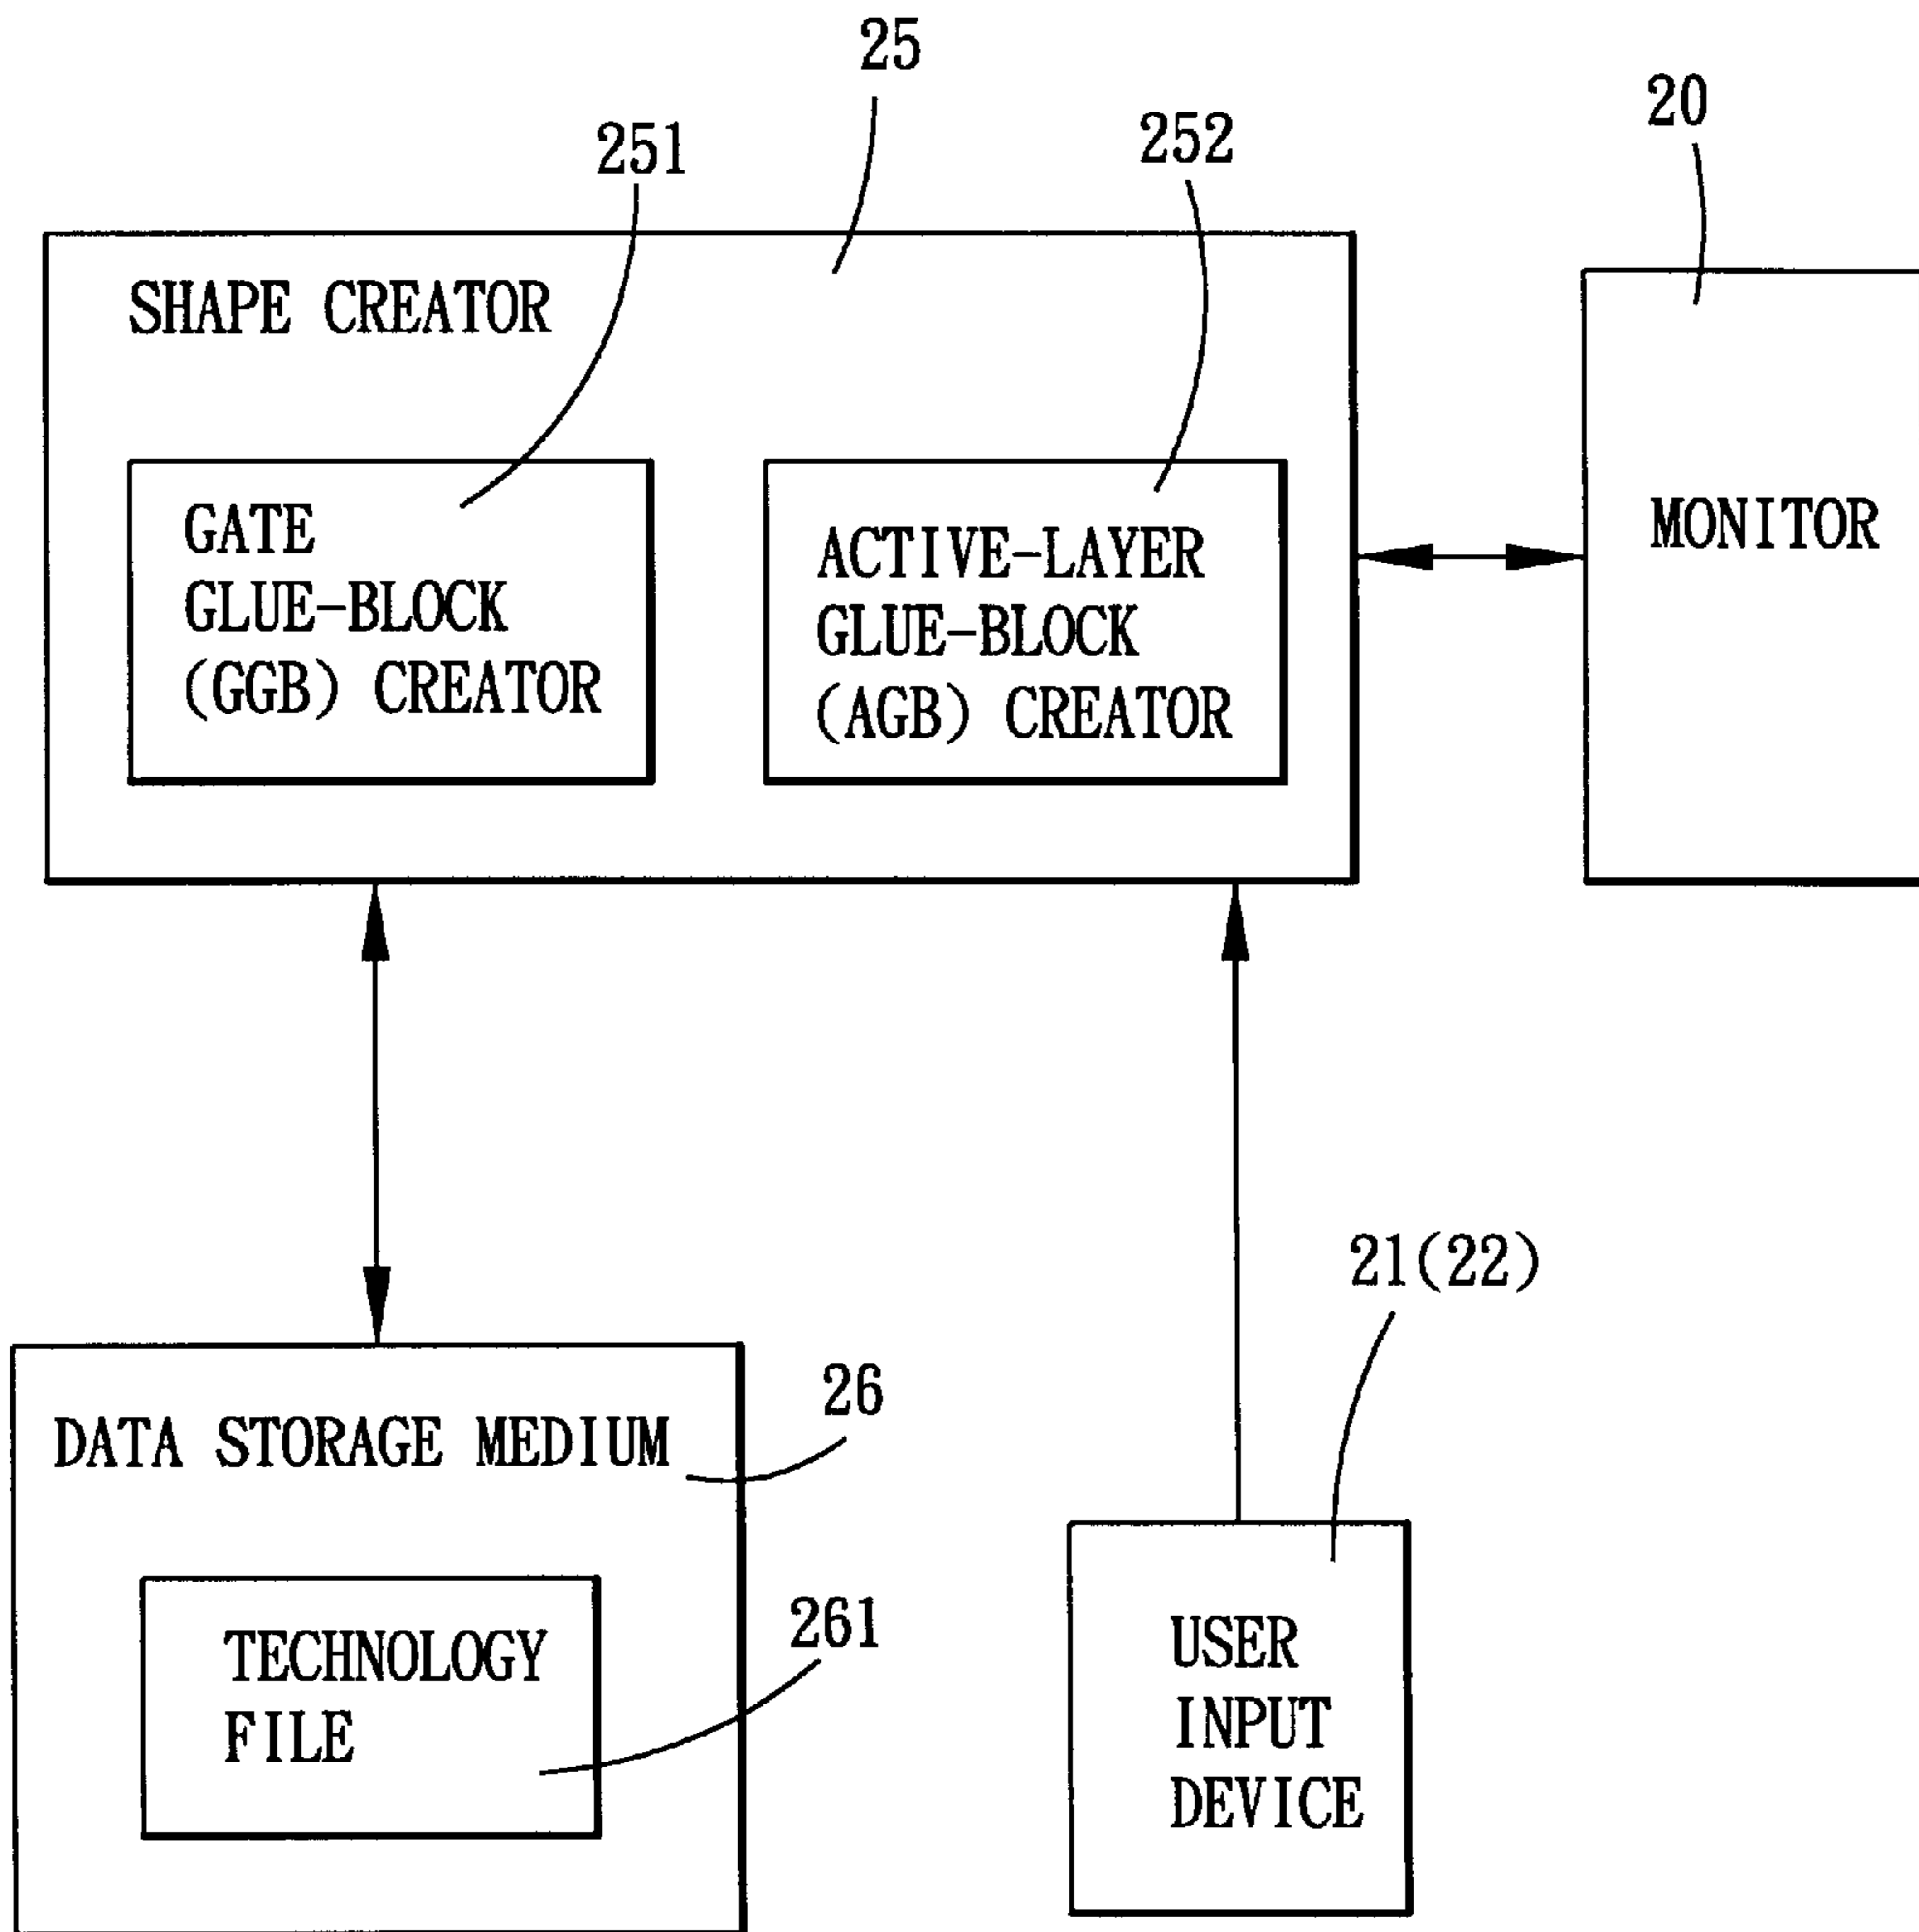 25
251
252
20
SHAPE CREATOR
GATE
GLUE-BLOCK
(GGB) CREATOR
ACTIVE-LAYER
GLUE-BLOCK
(AGB) CREATOR
MONITOR
21(22)
26
DATA STORAGE MEDIUM
261
TECHNOLOGY
FILE
USER
INPUT
DEVICE